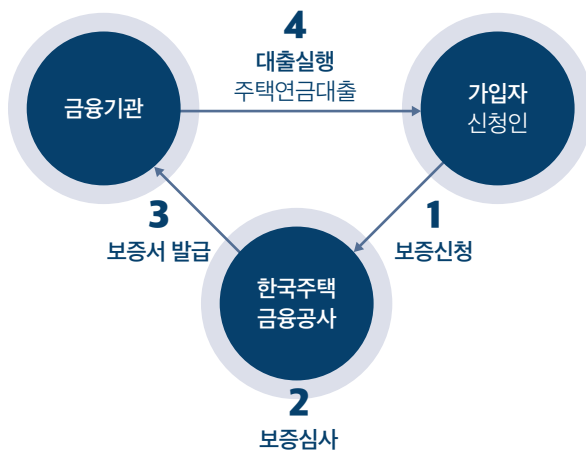 4
대출실행
주택연금대출
금융기관
가입자
신청인
3
보증서 발급
1
보증신청
한국주택
금융공사
2
보증심사